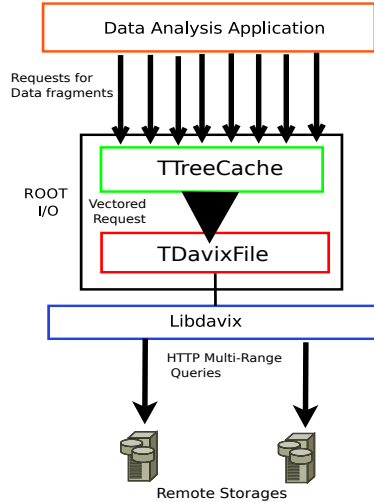 Data Analysis Application
Requests for
Data fragments
TTreeCache
ROOT
I/O
Vectored
Request
TDavixFile
Libdavix
HTTP Multi-Range
Queries
Remote Storages